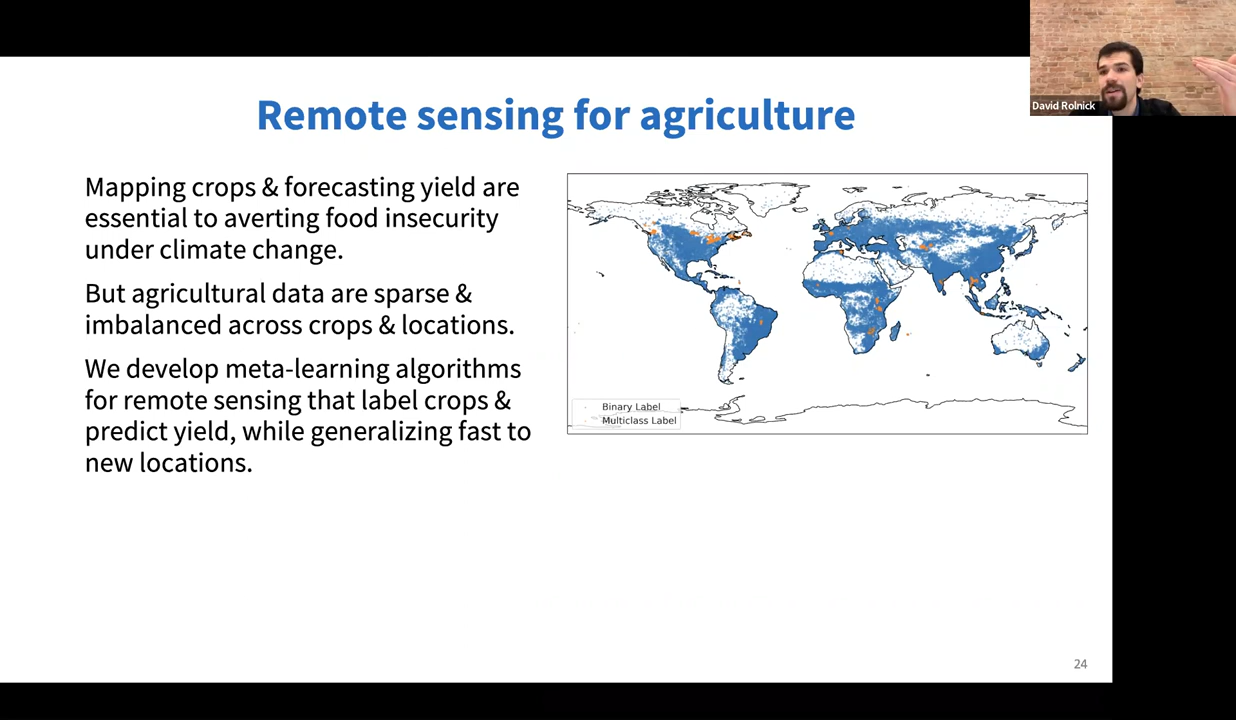 David Rolnick
Remote sensing for agriculture
Mapping crops & forecasting yield are
essential to averting food insecurity
under climate change.
But agricultural data are sparse &
imbalanced across crops & locations.
We develop meta-learning algorithms
for remote sensing that label crops &
predict yield, while generalizing fast to
new locations.
Binary Label
Multiclass Label
24